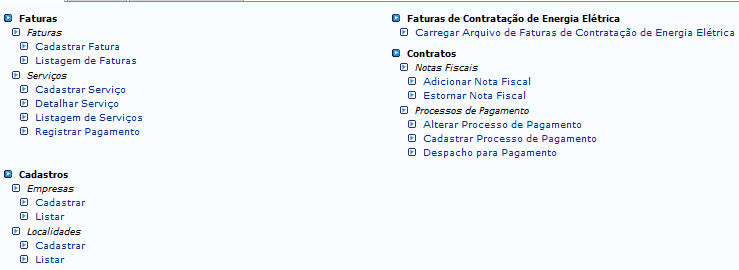 Faturas
Faturas
Cadastrar Fatura
Listagem de Faturas
Serviços
Cadastrar Serviço
Detalhar Serviço
Listagem de Serviços
Registrar Pagamento
Cadastros
Empresas
Cadastrar
Listar
Localidades
Cadastrar
Listar
Faturas de Contratação de Energia Elétrica
Carregar Arquivo de Faturas de Contratação de Energia Elétrica
Contratos
Notas Fiscais
Adicionar Nota Fiscal
Estornar Nota Fiscal
Processos de Pagamento
Alterar Processo de Pagamento
Cadastrar Processo de Pagamento
Despacho para Pagamento